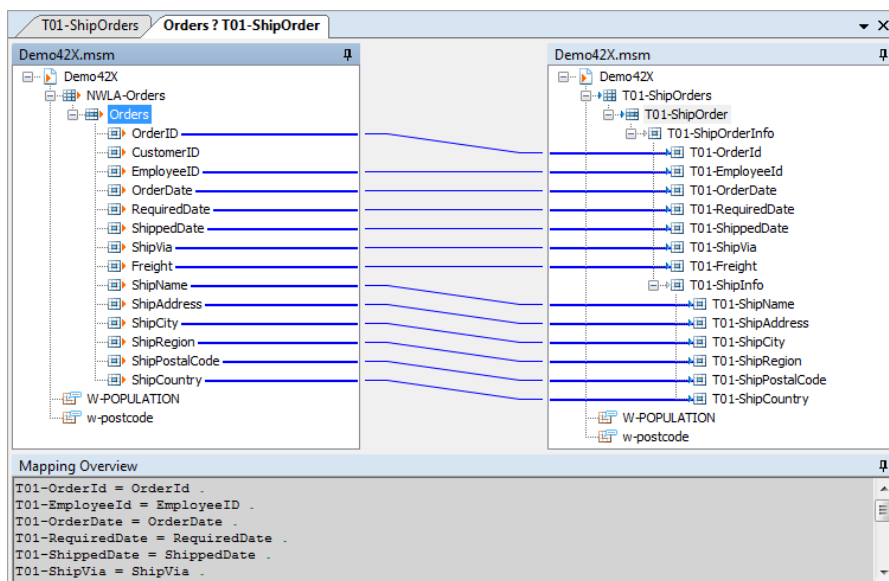 T01-ShipOrders
Orders ? T01-ShipOrder
Demo42X.msm
Demo42X
NWLA-Orders
Orders
OrderID
CustomerID
EmployeeID
OrderDate
RequiredDate
ShippedDate
ShipVia
Freight
ShipName
ShipAddress
ShipCity
ShipRegion
ShipPostalCode
ShipCountry
W-POPULATION
w-postcode
Demo42X.msm
Demo42X
T01-ShipOrders
T01-ShipOrder
T01-ShipOrderInfo
T01-OrderId
T01-EmployeeId
T01-OrderDate
T01-RequiredDate
T01-ShippedDate
T01-ShipVia
T01-Freight
T01-ShipInfo
T01-ShipName
T01-ShipAddress
T01-ShipCity
T01-ShipRegion
T01-ShipPostalCode
T01-ShipCountry
W-POPULATION
w-postcode
Mapping Overview
T01-OrderId = OrderId .
T01-EmployeeId = EmployeeID .
T01-OrderDate = OrderDate .
T01-RequiredDate = RequiredDate .
T01-ShippedDate = ShippedDate .
T01-ShipVia = ShipVia .